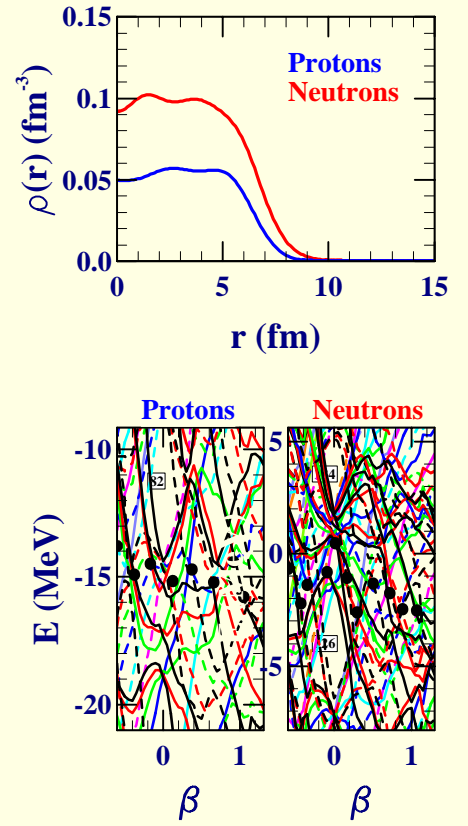 0.15
Protons
Neutrons
0.1
0.05
0.0
ρ(r) (fm⁻³)
0 5 10 15
r (fm)
Protons Neutrons
-10
-15
-20
E (MeV)
82
5
0
-5
0 1 0 1
β β